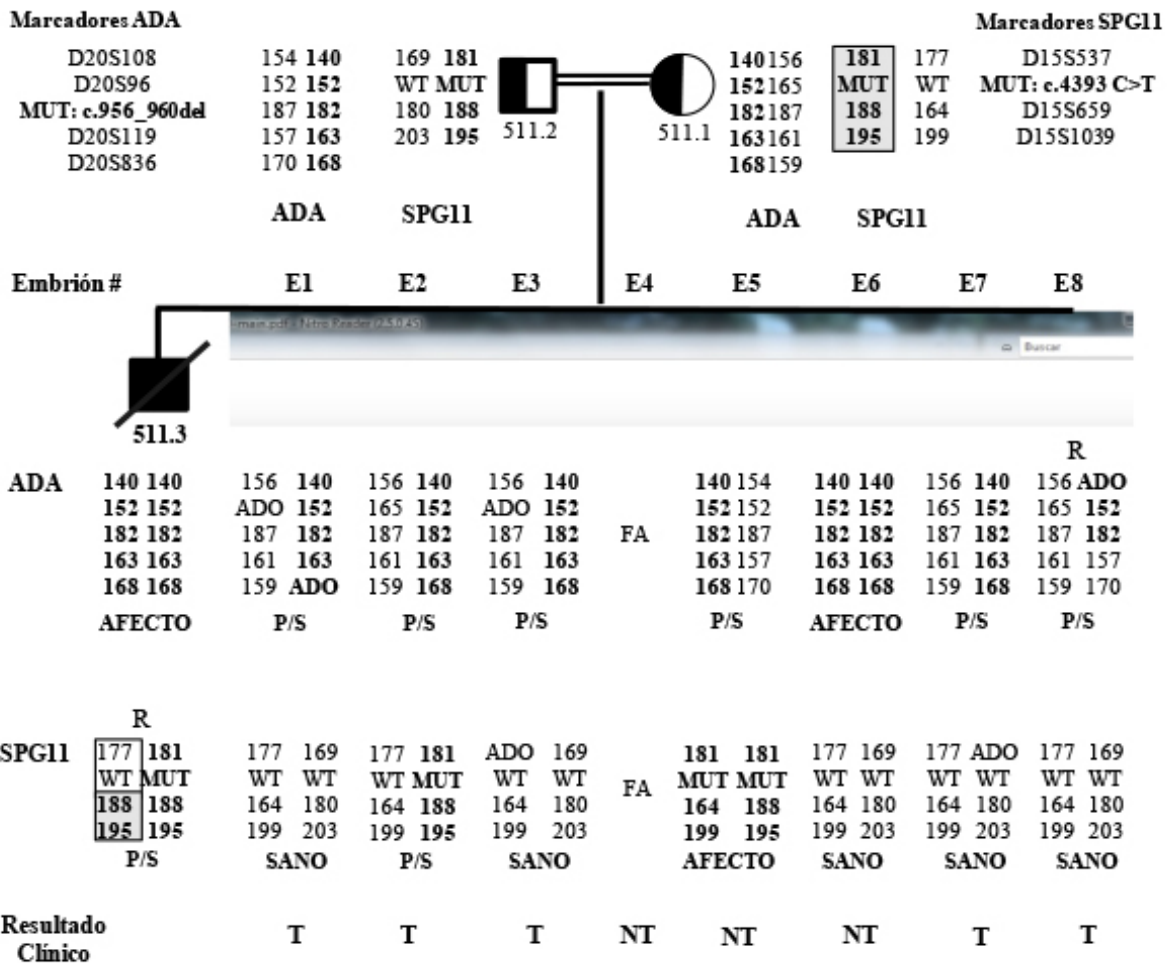 Marcadores ADA
Marcadores SPG11
D20S108 154 140 169 181 140 156 181 177 D15S537
D20S96 152 152 WT MUT 152 165 MUT WT MUT: c.4393 C>T
MUT: c.956_960del 187 182 180 188 182 187 188 164 D15S659
D20S119 157 163 203 195 163 161 195 199 D15S1039
D20S836 170 168 168 159
511.2 511.1
ADA SPG11 ADA SPG11
Embrión # E1 E2 E3 E4 E5 E6 E7 E8
-main.pdf - Nitro Reader (2.5.0.45)
Buscar
511.3
R
ADA 140 140 156 140 156 140 156 140 140 154 140 140 156 140 156 ADO
152 152 ADO 152 165 152 ADO 152 152 152 152 152 165 152 165 152
182 182 187 182 187 182 187 182 FA 182 187 182 182 187 182 187 182
163 163 161 163 161 163 161 163 163 157 163 163 161 163 161 157
168 168 159 ADO 159 168 159 168 168 170 168 168 159 168 159 170
AFECTO P/S P/S P/S P/S AFECTO P/S P/S
R
SPG11 177 181 177 169 177 181 ADO 169 181 181 177 169 177 ADO 177 169
WT MUT WT WT WT MUT WT WT FA MUT MUT WT WT WT WT WT WT
188 188 164 180 164 188 164 180 164 188 164 180 164 180 164 180
195 195 199 203 199 195 199 203 199 195 199 203 199 203 199 203
P/S SANO P/S SANO AFECTO SANO SANO SANO
Resultado
Clínico T T T NT NT NT T T